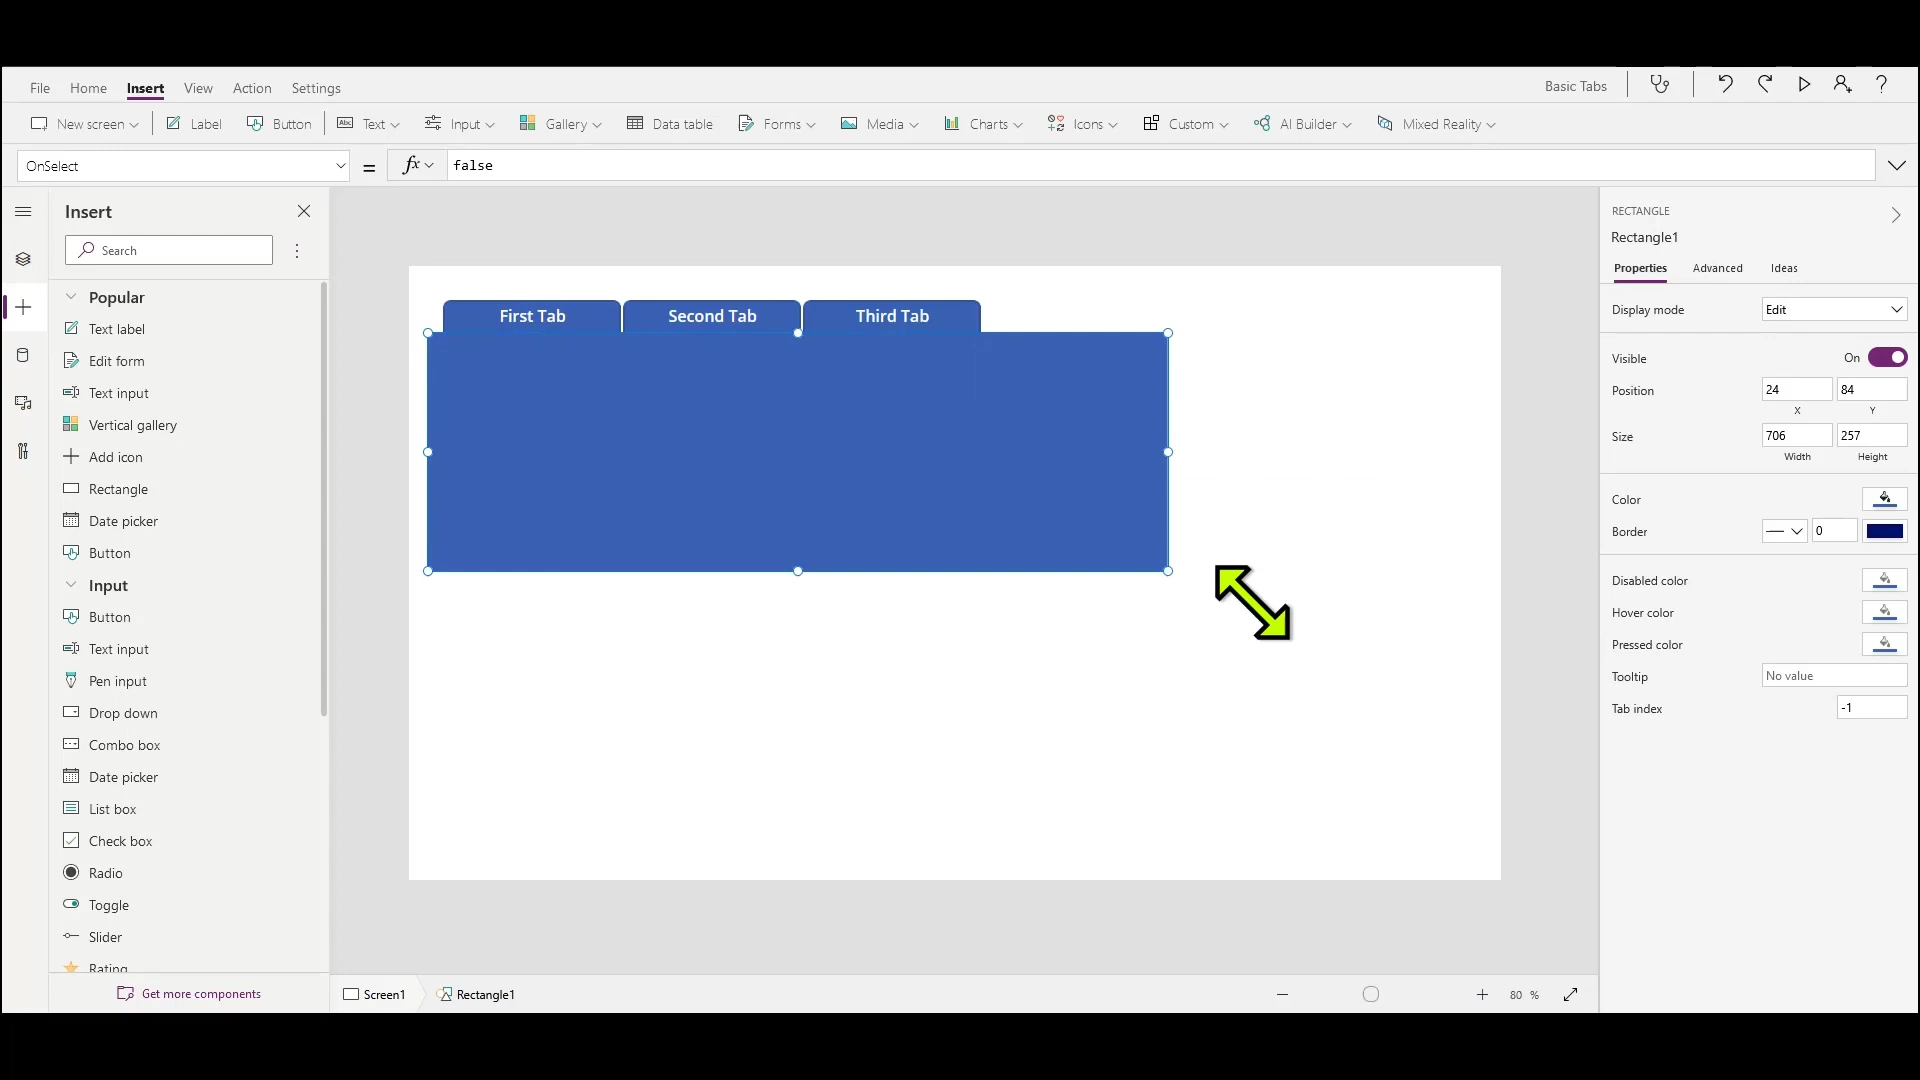 File Home Insert View Action Settings Basic Tabs
New screen Label Button Text Input Gallery Data table Forms Media Charts Icons Custom AI Builder Mixed Reality
OnSelect = fx false
Insert
Search
Popular
Text label
Edit form
Text input
Vertical gallery
Add icon
Rectangle
Date picker
Button
Input
Button
Text input
Pen input
Drop down
Combo box
Date picker
List box
Check box
Radio
Toggle
Slider
Rating
Get more components
First Tab Second Tab Third Tab
Screen1 Rectangle1 80 %
RECTANGLE
Rectangle1
Properties Advanced Ideas
Display mode Edit
Visible On
Position 24 84
X Y
Size 706 257
Width Height
Color
Border 0
Disabled color
Hover color
Pressed color
Tooltip No value
Tab index -1